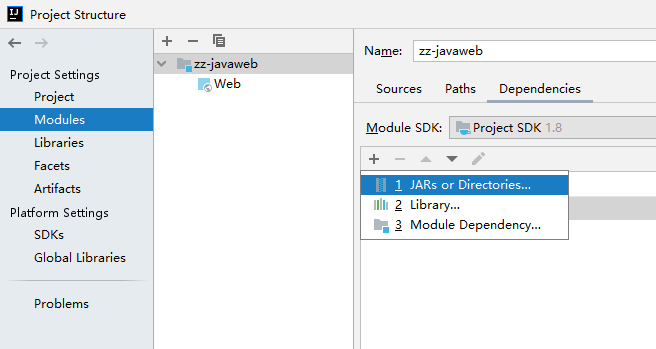 Project Structure
Project Settings
Project
Modules
Libraries
Facets
Artifacts
Platform Settings
SDKs
Global Libraries
Problems
zz-javaweb
Web
Name: zz-javaweb
Sources Paths Dependencies
Module SDK: Project SDK 1.8
1 JARs or Directories...
2 Library...
3 Module Dependency...